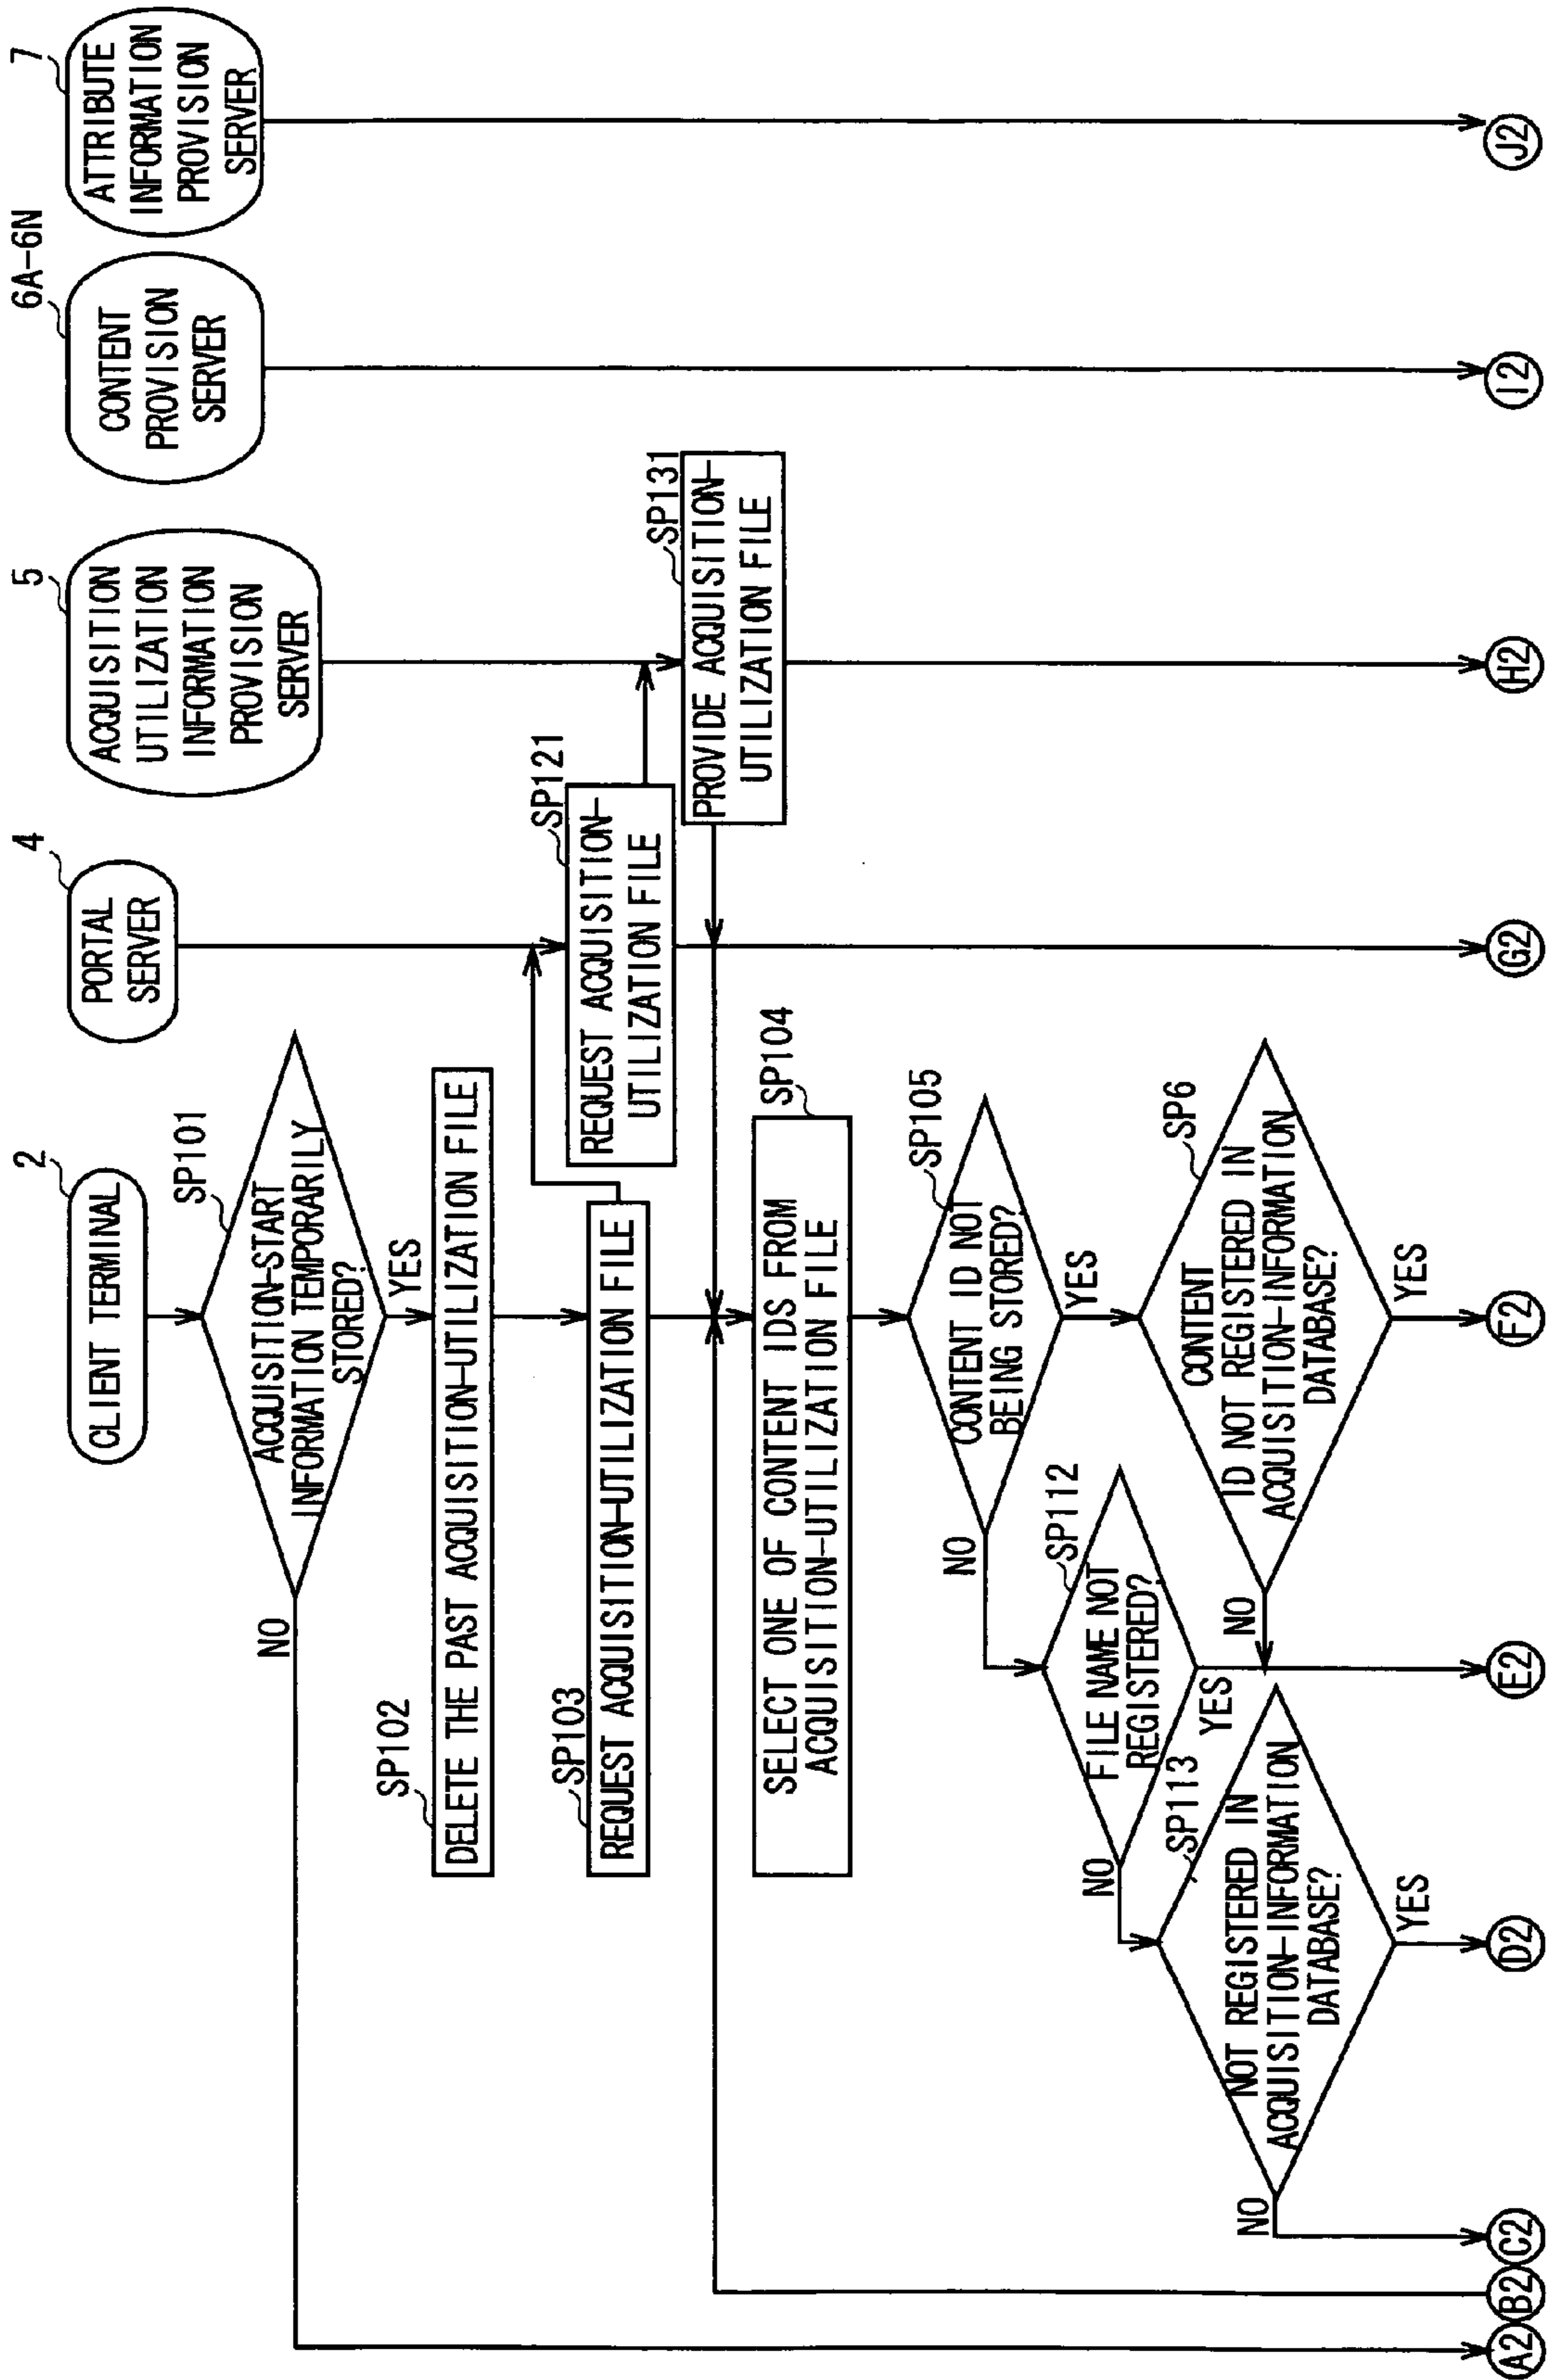 2
CLIENT TERMINAL
4
PORTAL
SERVER
5
ACQUISITION
UTILIZATION
INFORMATION
PROVISION
SERVER
6A-6N
CONTENT
PROVISION
SERVER
7
ATTRIBUTE
INFORMATION
PROVISION
SERVER
SP101
ACQUISITION-START
INFORMATION TEMPORARILY
STORED?
NO
YES
SP102
DELETE THE PAST ACQUISITION-UTILIZATION FILE
SP103
REQUEST ACQUISITION-UTILIZATION FILE
SP121
REQUEST ACQUISITION-
UTILIZATION FILE
SP131
PROVIDE ACQUISITION-
UTILIZATION FILE
SP104
SELECT ONE OF CONTENT IDS FROM
ACQUISITION-UTILIZATION FILE
SP105
CONTENT ID NOT
BEING STORED?
NO
YES
SP112
FILE NAME NOT
REGISTERED?
NO
YES
SP6
CONTENT
ID NOT REGISTERED IN
ACQUISITION-INFORMATION
DATABASE?
NO
YES
SP113
NOT REGISTERED IN
ACQUISITION-INFORMATION
DATABASE?
NO
YES
A2
B2
C2
D2
E2
F2
G2
H2
I2
J2